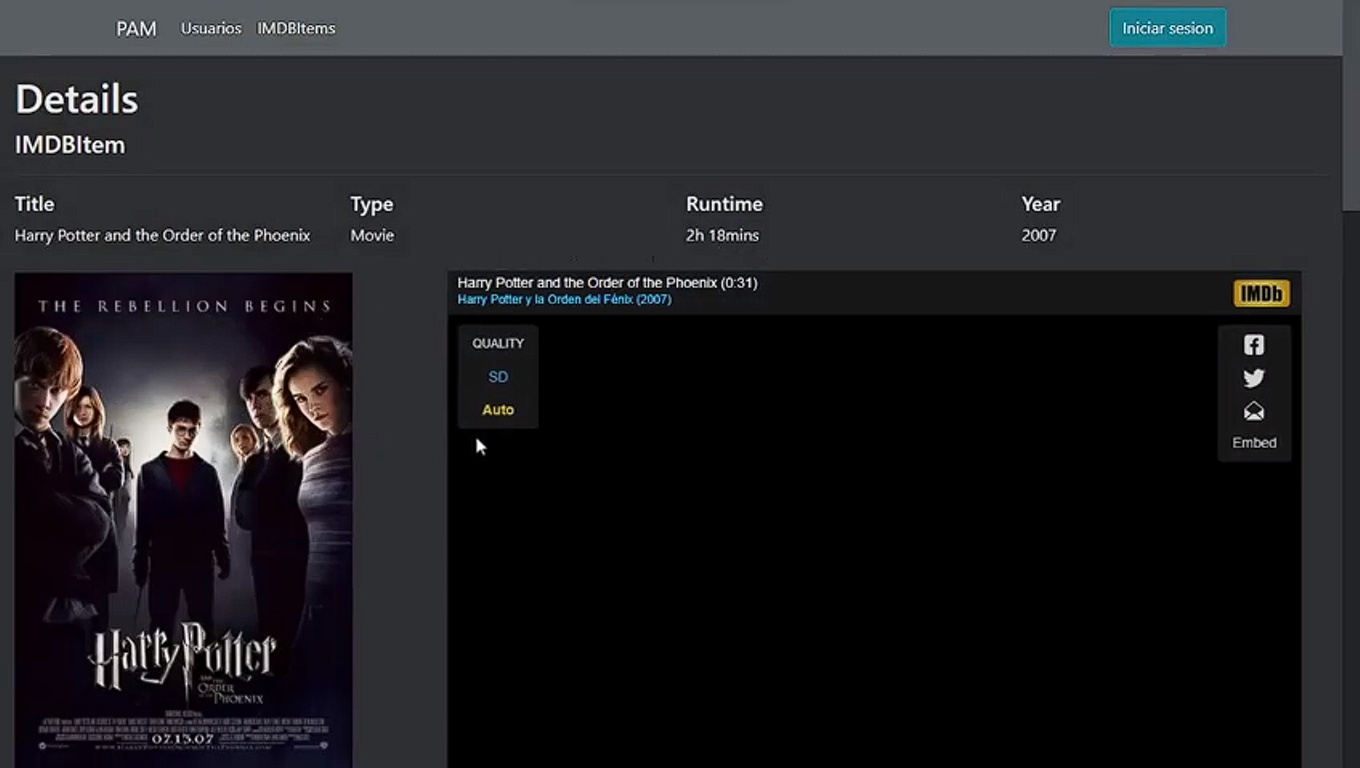 PAM Usuarios IMDBItems Iniciar sesion
Details
IMDBItem
Title Type Runtime Year
Harry Potter and the Order of the Phoenix Movie 2h 18mins 2007
THE REBELLION BEGINS
Harry Potter
AND THE
ORDER
OF THE
PHOENIX
07.13.07
Harry Potter and the Order of the Phoenix (0:31)
Harry Potter y la Orden del Fénix (2007)
IMDb
QUALITY
SD
Auto
Embed